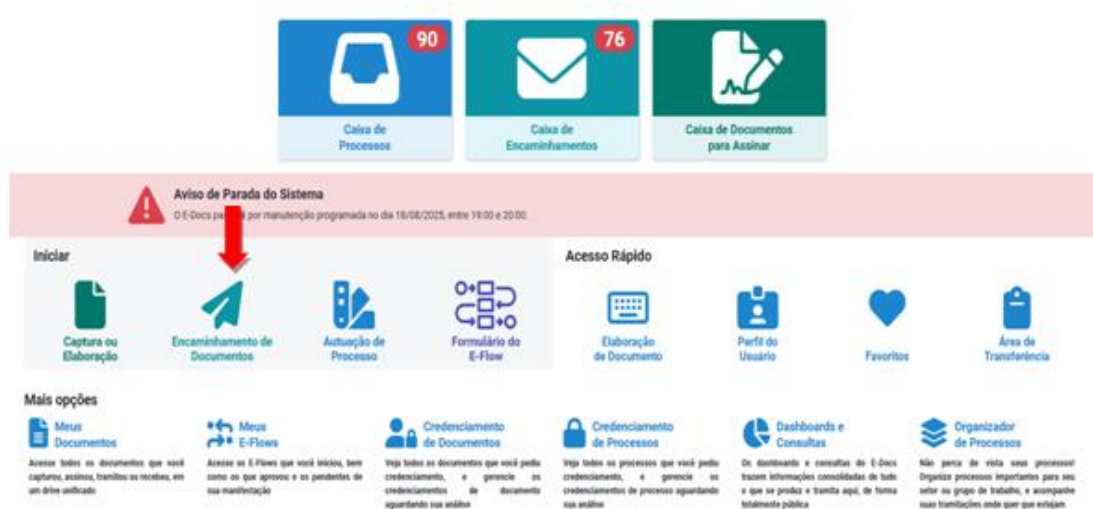 90
76
Caixa de
Processos
Caixa de
Encaminhamentos
Caixa de Documentos
para Assinar
Aviso de Parada do Sistema
O E-Docs por manutenção programada no dia 18/08/2025, entre 19:00 e 20:00.
Iniciar
Acesso Rápido
Captura ou
Elaboração
Encaminhamento de
Documentos
Autuação de
Processo
Formulário do
E-Flow
Elaboração
de Documento
Perfil do
Usuário
Favoritos
Área de
Transferência
Mais opções
Meus
Documentos
Meus
E-Flows
Credenciamento
de Documentos
Credenciamento
de Processos
Dashboards e
Consultas
Organizador
de Processos
Acesse todos os documentos que você
capturou, assinou, tramitou ou recebeu, em
um drive unificado
Acesse os E-Flows que você iniciou, bem
como os que aprovou e os pendentes de
sua manifestação
Veja todos os documentos que você pediu
credenciamento, e gerencie os
credenciamentos de documento
aguardando sua análise
Veja todos os processos que você pediu
credenciamento, e gerencie os
credenciamentos de processo aguardando
sua análise
Os dashboards e consultas do E-Docs
trazem informações consolidadas de tudo
o que se produz e tramita aqui, de forma
totalmente pública
Não perca de vista seus processos!
Organize processos importantes para seu
setor ou grupo de trabalho, e acompanhe
suas tramitações onde quer que estejam